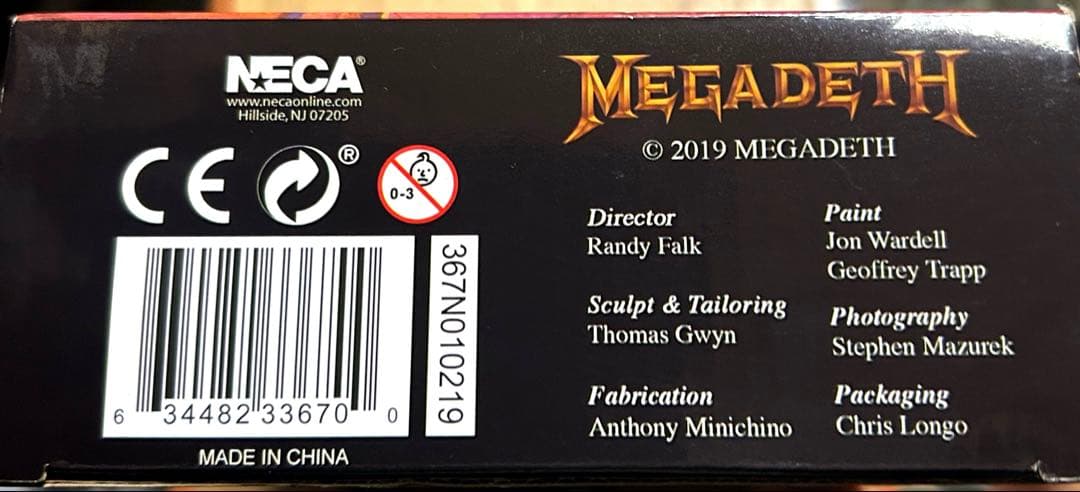 NECA®
www.necaonline.com
Hillside, NJ 07205
CE ®
0-3
6 34482 33670 0
367N010219
MADE IN CHINA
MEGADETH
© 2019 MEGADETH
Director
Randy Falk
Sculpt & Tailoring
Thomas Gwyn
Fabrication
Anthony Minichino
Paint
Jon Wardell
Geoffrey Trapp
Photography
Stephen Mazurek
Packaging
Chris Longo